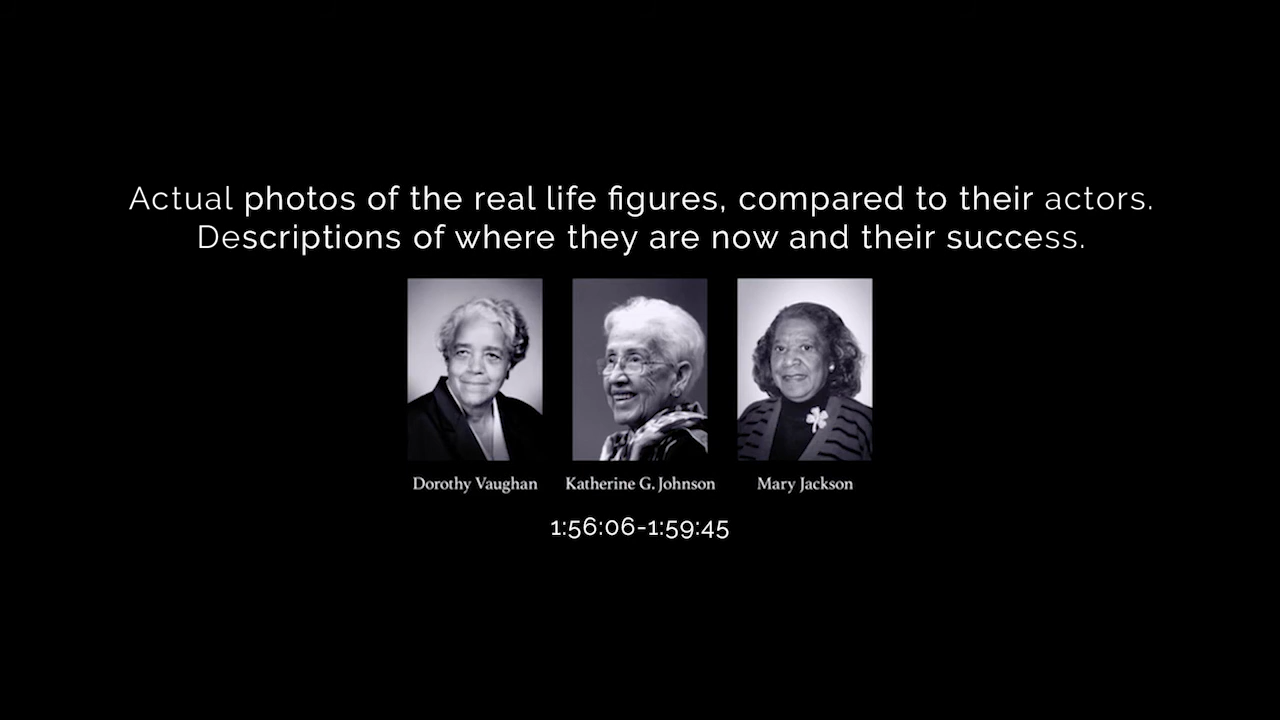 Actual photos of the real life figures, compared to their actors.
Descriptions of where they are now and their success.
Dorothy Vaughan Katherine G. Johnson Mary Jackson
1:56:06-1:59:45